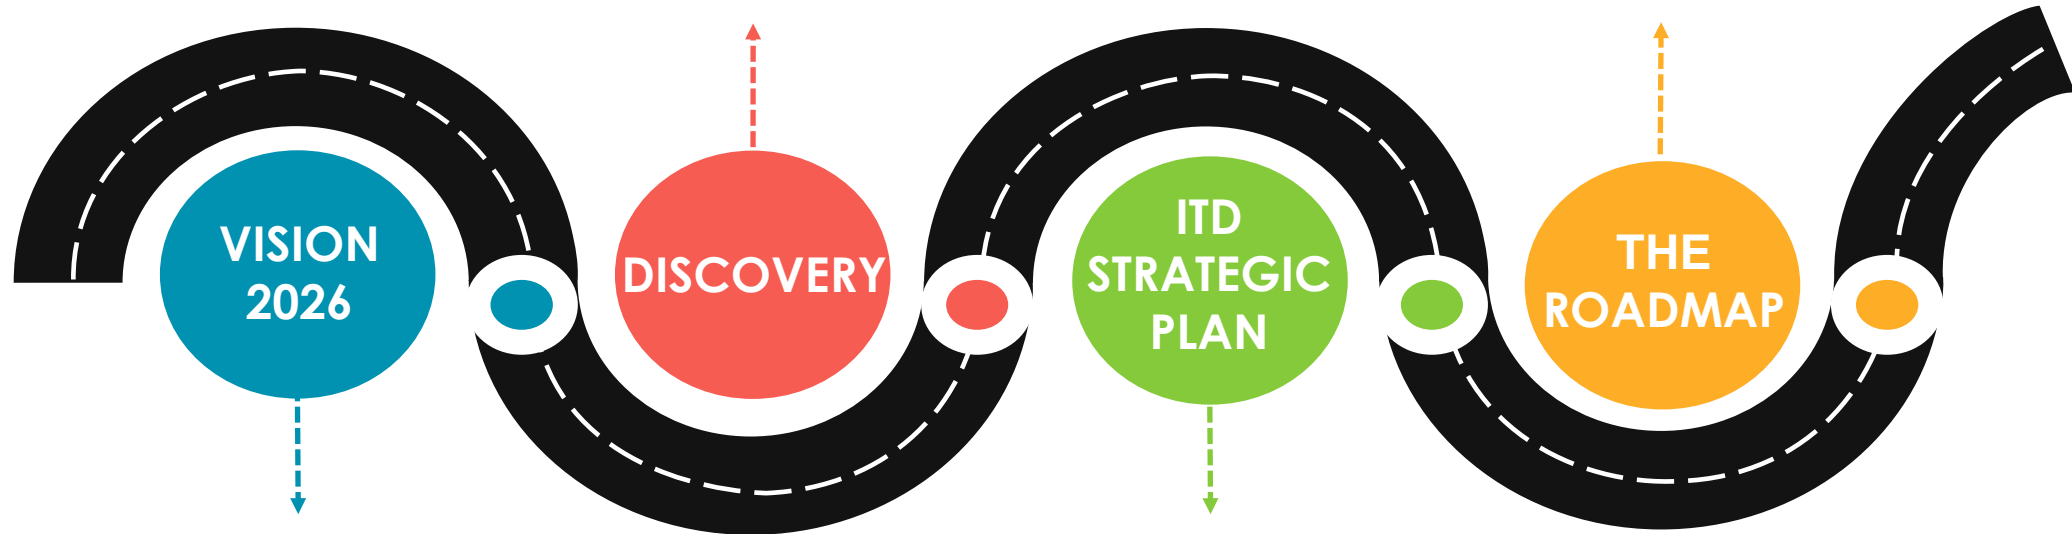 VISION
2026
DISCOVERY
ITD
STRATEGIC
PLAN
THE
ROADMAP